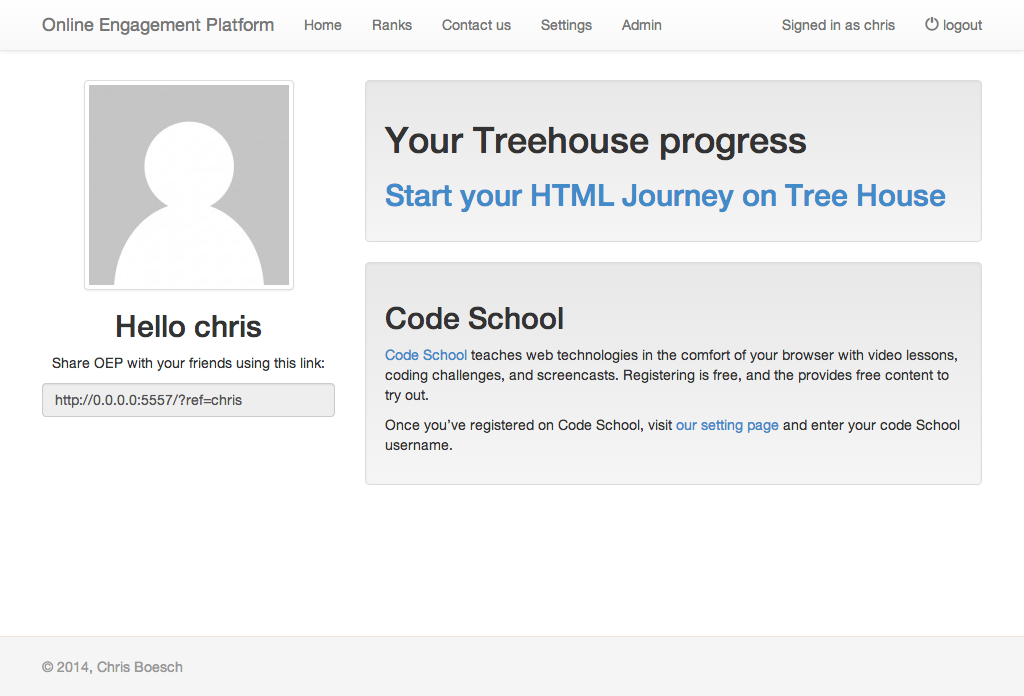 Online Engagement Platform Home Ranks Contact us Settings Admin Signed in as chris logout
Hello chris
Share OEP with your friends using this link:
http://0.0.0.0:5557/?ref=chris
Your Treehouse progress
Start your HTML Journey on Tree House
Code School
Code School teaches web technologies in the comfort of your browser with video lessons,
coding challenges, and screencasts. Registering is free, and the provides free content to
try out.
Once you've registered on Code School, visit our setting page and enter your code School
username.
© 2014, Chris Boesch